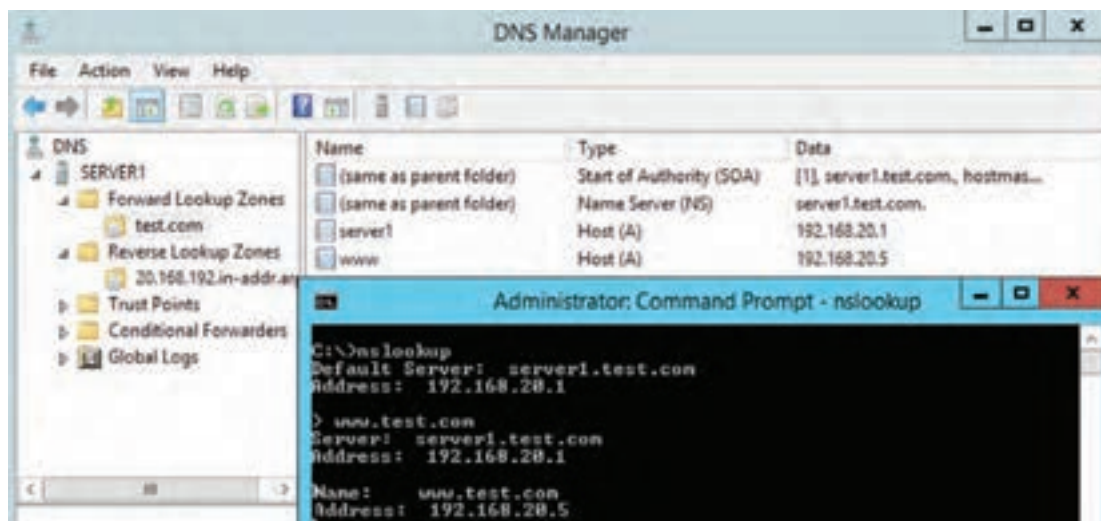 DNS Manager
File Action View Help
DNS
SERVER1
Forward Lookup Zones
test.com
Reverse Lookup Zones
20.168.192.in-addr.arp
Trust Points
Conditional Forwarders
Global Logs
Name Type Data
(same as parent folder) Start of Authority (SOA) [1], server1.test.com., hostmas...
(same as parent folder) Name Server (NS) server1.test.com.
server1 Host (A) 192.168.20.1
www Host (A) 192.168.20.5
Administrator: Command Prompt - nslookup
C:\>nslookup
Default Server: server1.test.com
Address: 192.168.20.1
> www.test.com
Server: server1.test.com
Address: 192.168.20.1
Name: www.test.com
Address: 192.168.20.5